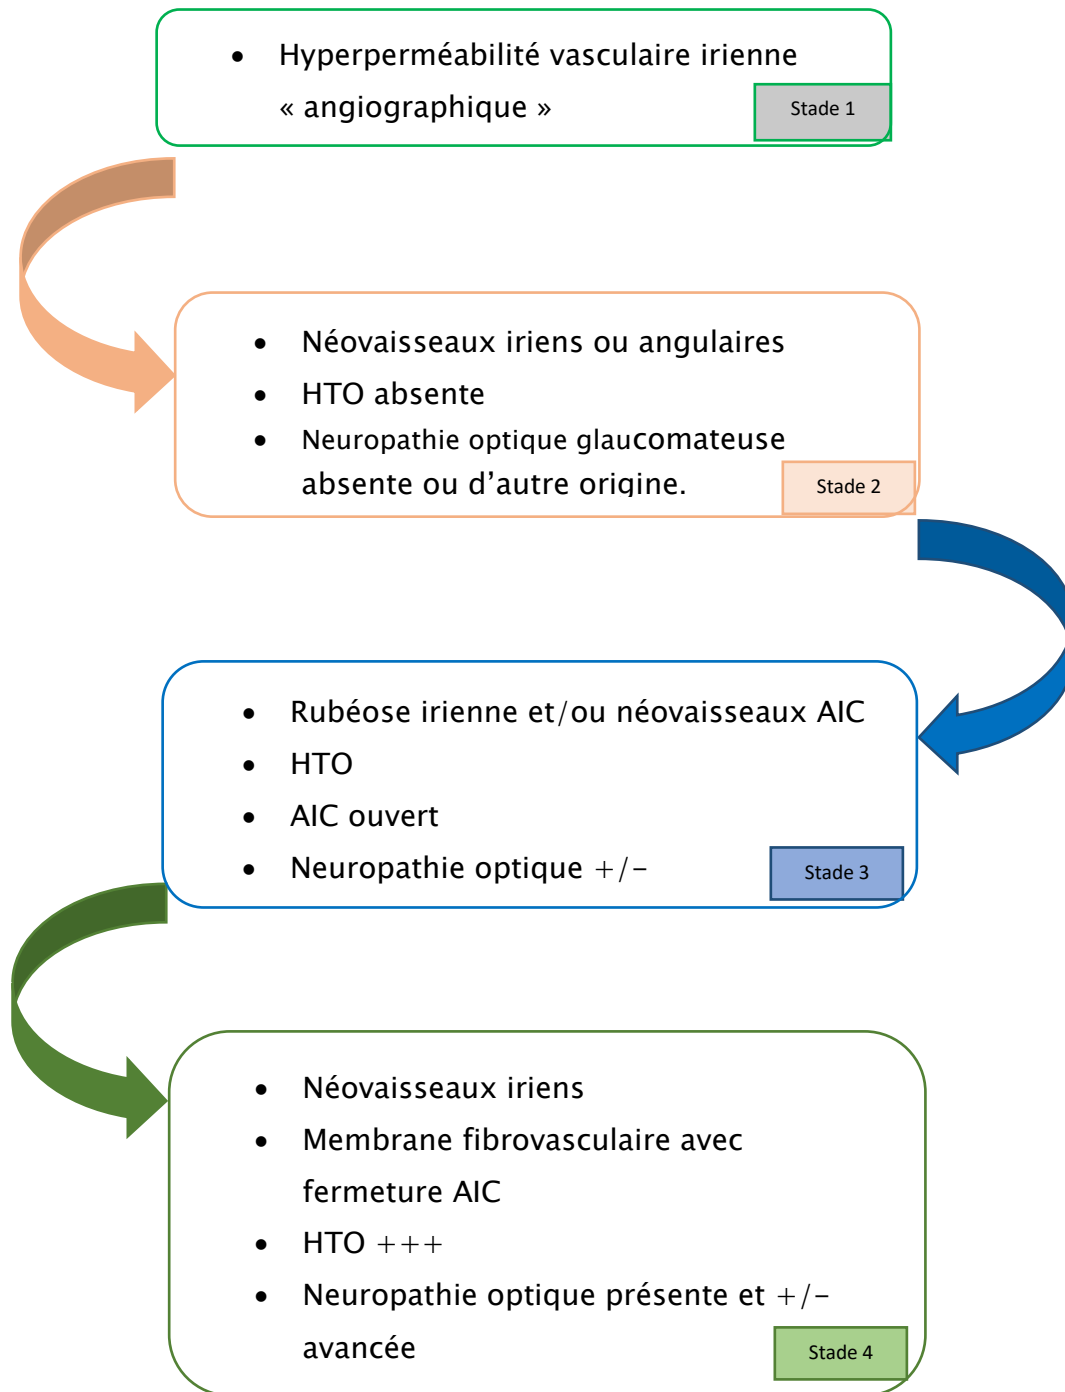 • Hyperperméabilité vasculaire irienne
« angiographique »
Stade 1
• Néovaisseaux iriens ou angulaires
• HTO absente
• Neuropathie optique glaucomateuse
absente ou d’autre origine.
Stade 2
• Rubéose irienne et/ou néovaisseaux AIC
• HTO
• AIC ouvert
• Neuropathie optique +/-
Stade 3
• Néovaisseaux iriens
• Membrane fibrovasculaire avec
fermeture AIC
• HTO +++
• Neuropathie optique présente et +/-
avancée
Stade 4